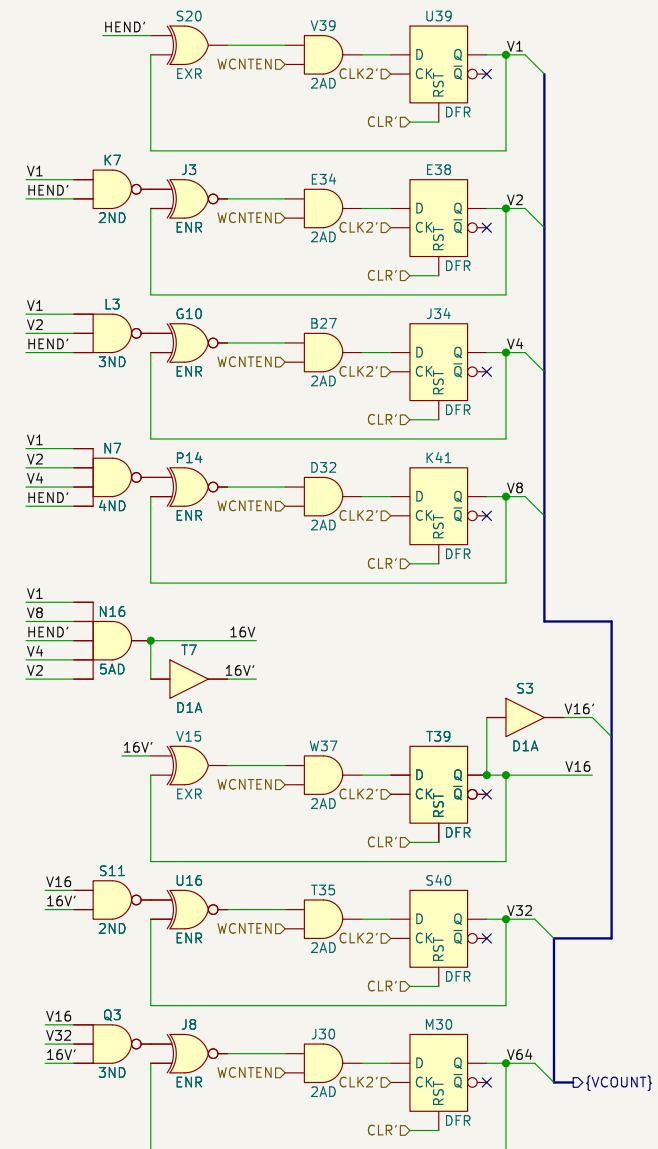 S20
HEND'
EXR
V39
WCNTEND
2AD
U39
D
Q
CLK2'
CK
Q
RST
CLR'
DFR
V1
K7
V1
HEND'
2ND
J3
ENR
E34
WCNTEND
2AD
E38
D
Q
CLK2'
CK
Q
RST
CLR'
DFR
V2
L3
V1
V2
HEND'
3ND
G10
ENR
B27
WCNTEND
2AD
J34
D
Q
CLK2'
CK
Q
RST
CLR'
DFR
V4
N7
V1
V2
V4
HEND'
4ND
P14
ENR
D32
WCNTEND
2AD
K41
D
Q
CLK2'
CK
Q
RST
CLR'
DFR
V8
N16
V1
V8
HEND'
V4
V2
5AD
16V
T7
16V'
D1A
S3
V16'
D1A
V15
16V'
EXR
W37
WCNTEND
2AD
T39
D
Q
CLK2'
CK
Q
RST
CLR'
DFR
V16
S11
V16
16V'
2ND
U16
ENR
T35
WCNTEND
2AD
S40
D
Q
CLK2'
CK
Q
RST
CLR'
DFR
V32
Q3
V16
V32
16V'
3ND
J8
ENR
J30
WCNTEND
2AD
M30
D
Q
CLK2'
CK
Q
RST
CLR'
DFR
V64
{VCOUNT}